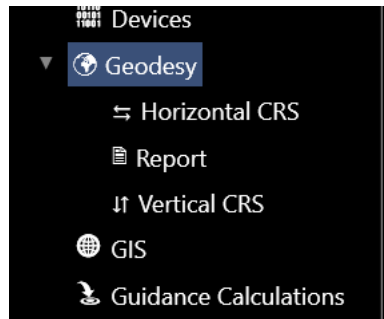 Devices
Geodesy
Horizontal CRS
Report
Vertical CRS
GIS
Guidance Calculations